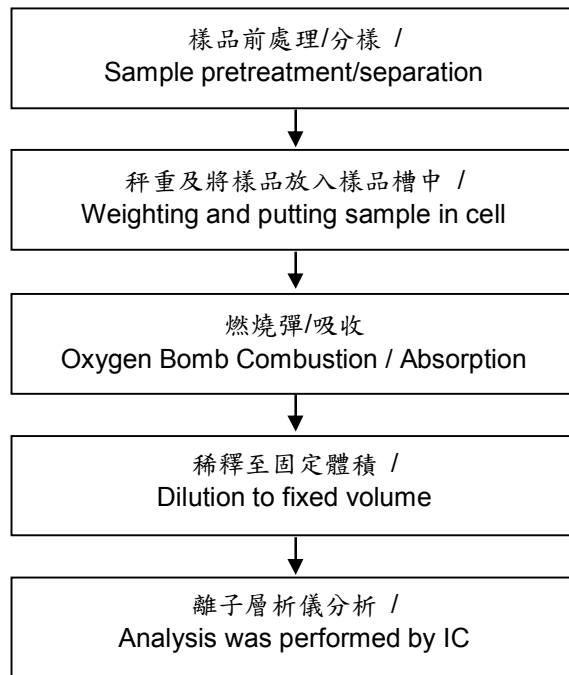 樣品前處理/分樣 /
Sample pretreatment/separation
秤重及將樣品放入樣品槽中 /
Weighting and putting sample in cell
燃燒彈/吸收
Oxygen Bomb Combustion / Absorption
稀釋至固定體積 /
Dilution to fixed volume
離子層析儀分析 /
Analysis was performed by IC